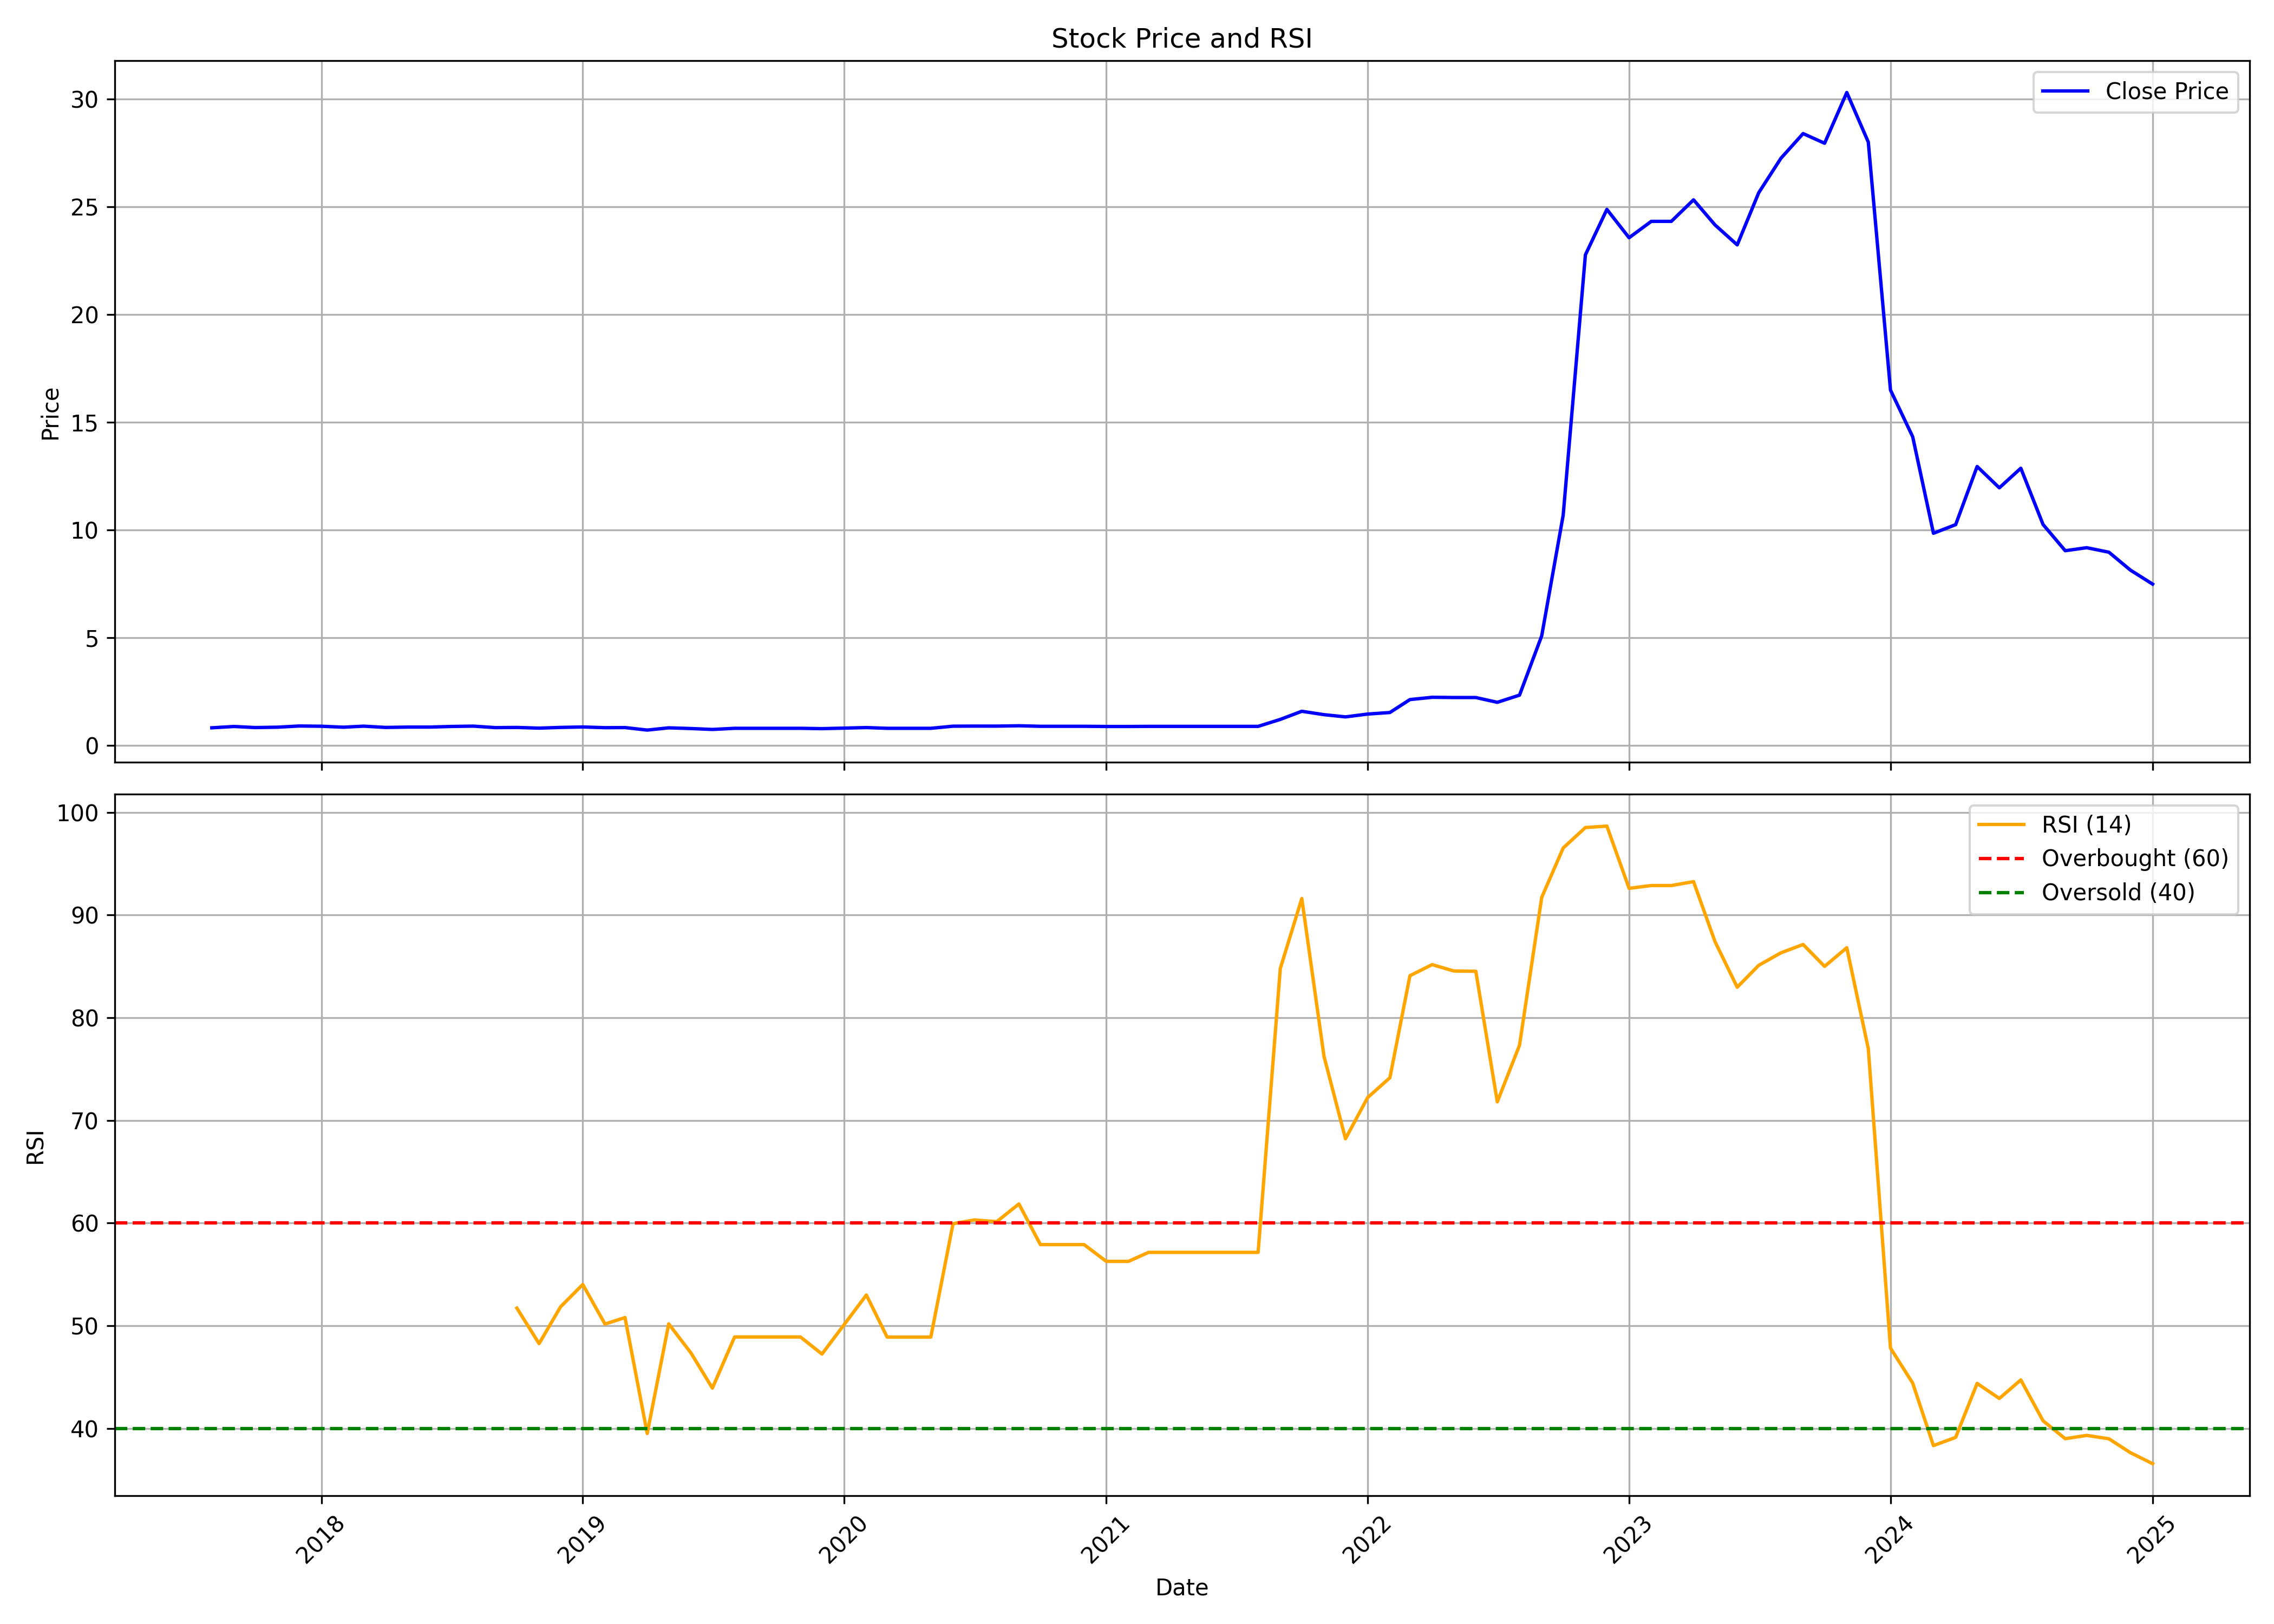 Stock Price and RSI
Close Price
30
25
20
15
10
5
0
Price
RSI (14)
Overbought (60)
Oversold (40)
100
90
80
70
60
50
40
RSI
2018
2019
2020
2021
2022
2023
2024
2025
Date